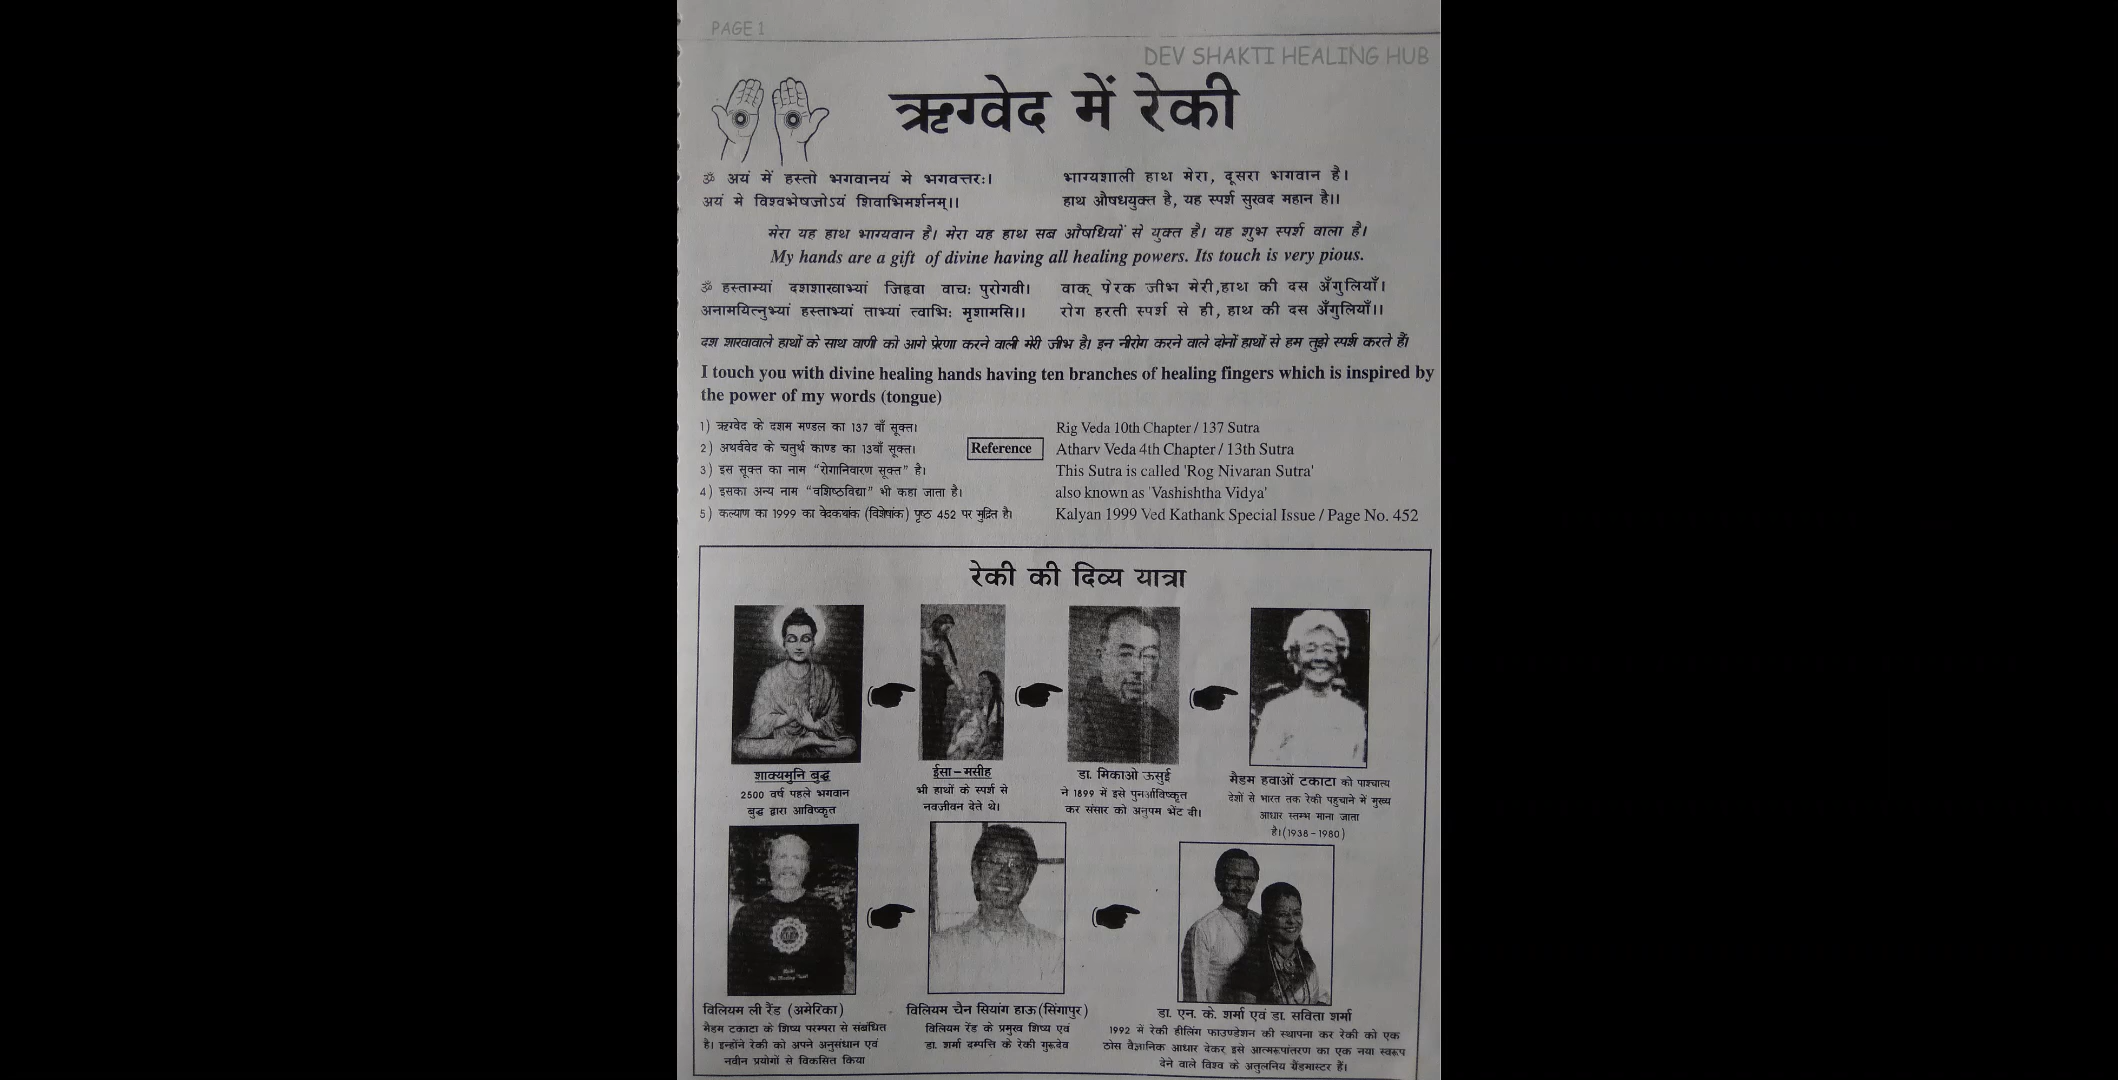 PAGE 1
DEV SHAKTI HEALING HUB
ऋग्वेद में रेकी
ॐ अयं में हस्तो भगवानयं मे भगवत्तरः।
अयं मे विश्वभेषजोऽयं शिवाभिमर्शनम्।।
भाग्यशाली हाथ मेरा, दूसरा भगवान है।
हाथ औषधयुक्त है, यह स्पर्श सुखद महान है।।
मेरा यह हाथ भाग्यवान है। मेरा यह हाथ सब औषधियों से युक्त है। यह शुभ स्पर्श वाला है।
My hands are a gift of divine having all healing powers. Its touch is very pious.
ॐ हस्ताभ्यां दशशाखाभ्यां जिह्वा वाचः पुरोगवी।
अनामयित्नुभ्यां हस्ताभ्यां ताभ्यां त्वाभिः मृशामसि।।
वाक् प्रेरक जीभ मेरी,हाथ की दस अँगुलियाँ।
रोग हरती स्पर्श से ही, हाथ की दस अँगुलियाँ।।
दश शाखावाले हाथों के साथ वाणी को आगे प्रेरणा करने वाली मेरी जीभ है। इन नीरोग करने वाले दोनों हाथों से हम तुझे स्पर्श करते हैं।
I touch you with divine healing hands having ten branches of healing fingers which is inspired by
the power of my words (tongue)
1) ऋग्वेद के दशम मण्डल का 137 वाँ सूक्त।
2) अथर्ववेद के चतुर्थ काण्ड का 13वाँ सूक्त।
3) इस सूक्त का नाम “रोगानिवारण सूक्त” है।
4) इसका अन्य नाम “वशिष्ठविद्या” भी कहा जाता है।
5) कल्याण का 1999 का वेदकथांक (विशेषांक) पृष्ठ 452 पर मुद्रित है।
Reference
Rig Veda 10th Chapter / 137 Sutra
Atharv Veda 4th Chapter / 13th Sutra
This Sutra is called 'Rog Nivaran Sutra'
also known as 'Vashishtha Vidya'
Kalyan 1999 Ved Kathank Special Issue / Page No. 452
रेकी की दिव्य यात्रा
शाक्यमुनि बुद्ध
2500 वर्ष पहले भगवान
बुद्ध द्वारा आविष्कृत
ईसा–मसीह
भी हाथों के स्पर्श से
नवजीवन देते थे।
डा. मिकाओ ऊसुई
ने 1899 में इसे पुनर्आविष्कृत
कर संसार को अनुपम भेंट दी।
मैडम हवाओं टकाटा को पाश्चात्य
देशों से भारत तक रेकी पहुचाने में मुख्य
आधार स्तम्भ माना जाता
है।(1938 – 1980)
विलियम ली रैंड (अमेरिका)
मैडम टकाटा के शिष्य परम्परा से संबंधित
है। इन्होंने रेकी को अपने अनुसंधान एवं
नवीन प्रयोगों से विकसित किया
विलियम चैन सियांग हाऊ(सिंगापुर)
विलियम रेंड के प्रमुख शिष्य एवं
डा. शर्मा दम्पत्ति के रेकी गुरूदेव
डा. एन. के. शर्मा एवं डा. सविता शर्मा
1992 में रेकी हीलिंग फाउण्डेशन की स्थापना कर रेकी को एक
ठोस वैज्ञानिक आधार देकर इसे आत्मरूपांतरण का एक नया स्वरूप
देने वाले विश्व के अतुलनिय ग्रैंडमास्टर हैं।